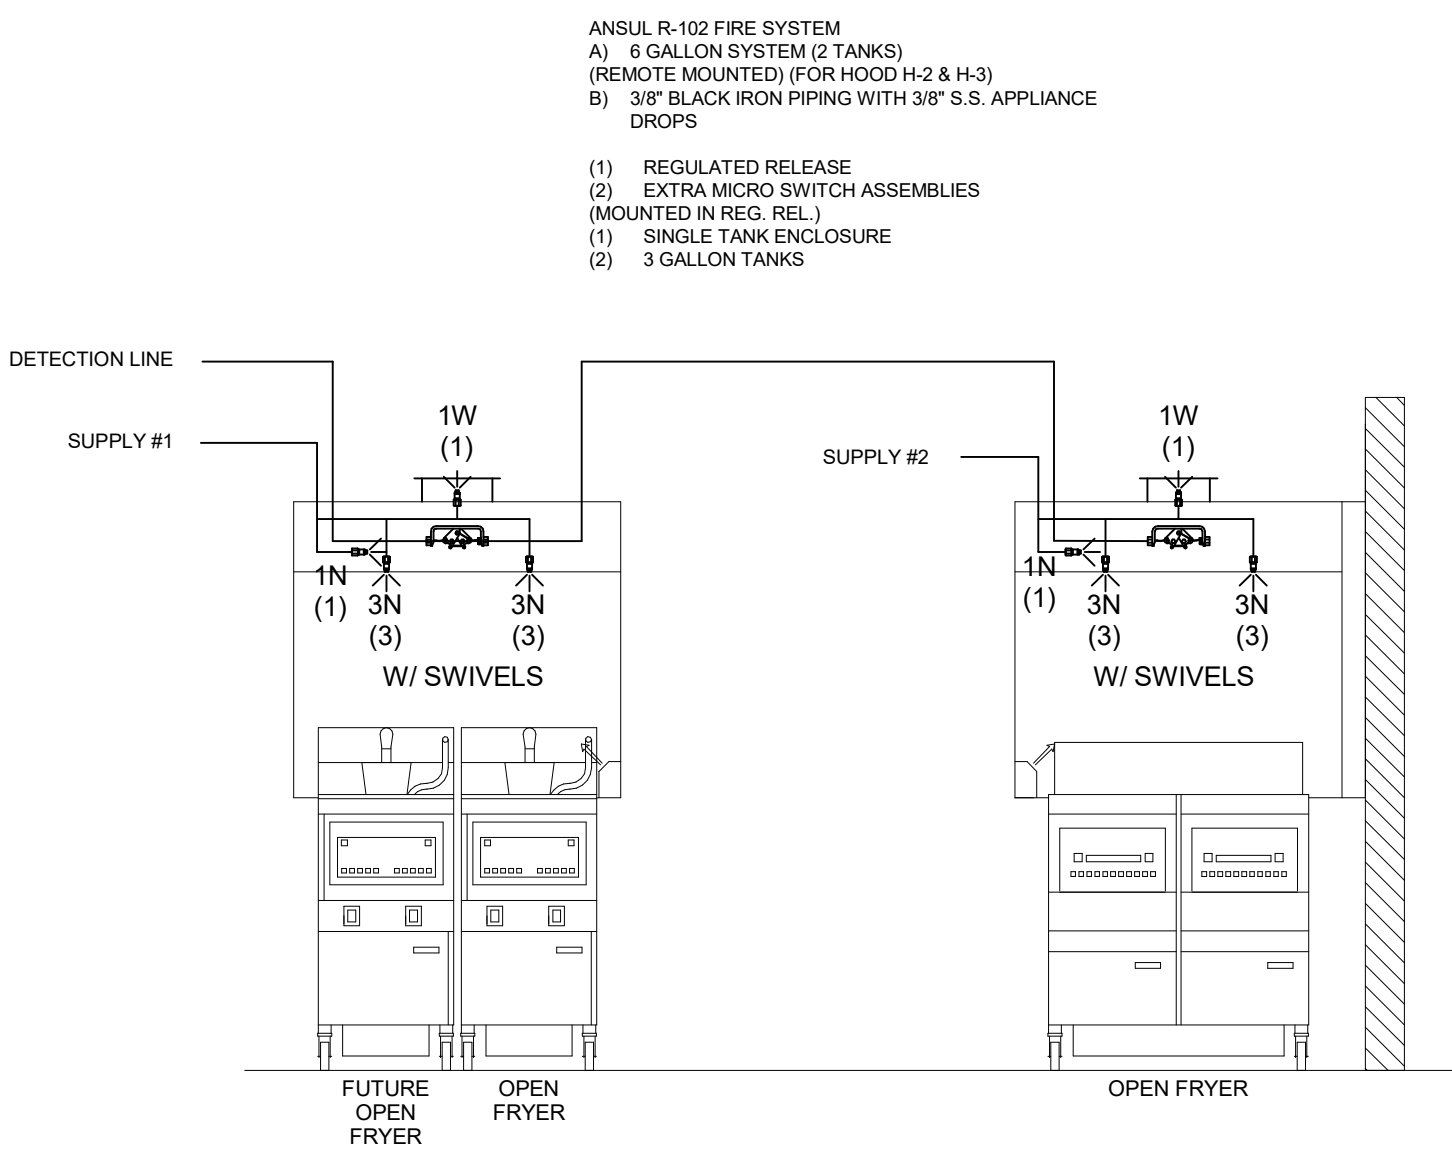 ANSUL R-102 FIRE SYSTEM
A) 6 GALLON SYSTEM (2 TANKS)
(REMOTE MOUNTED) (FOR HOOD H-2 & H-3)
B) 3/8" BLACK IRON PIPING WITH 3/8" S.S. APPLIANCE
DROPS
(1) REGULATED RELEASE
(2) EXTRA MICRO SWITCH ASSEMBLIES
(MOUNTED IN REG. REL.)
(1) SINGLE TANK ENCLOSURE
(2) 3 GALLON TANKS
DETECTION LINE
SUPPLY #1
1W
(1)
1N
(1)
3N
(3)
3N
(3)
W/ SWIVELS
SUPPLY #2
1W
(1)
1N
(1)
3N
(3)
3N
(3)
W/ SWIVELS
FUTURE
OPEN
FRYER
OPEN
FRYER
OPEN FRYER